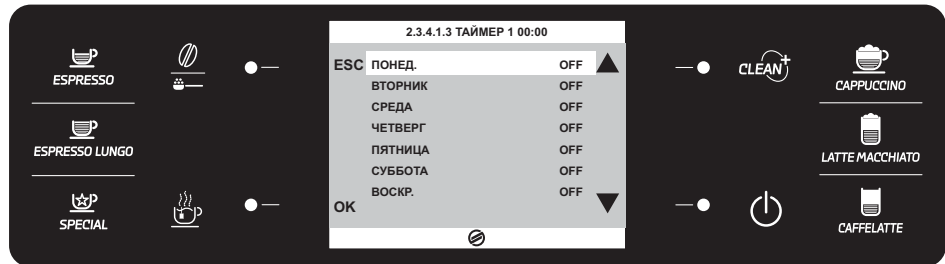 2.3.4.1.3 ТАЙМЕР 1 00:00
ESPRESSO
ESPRESSO LUNGO
SPECIAL
ESC
ПОНЕД. OFF
ВТОРНИК OFF
СРЕДА OFF
ЧЕТВЕРГ OFF
ПЯТНИЦА OFF
СУББОТА OFF
ВОСКР. OFF
OK
CLEAN+
CAPPUCCINO
LATTE MACCHIATO
CAFFELATTE